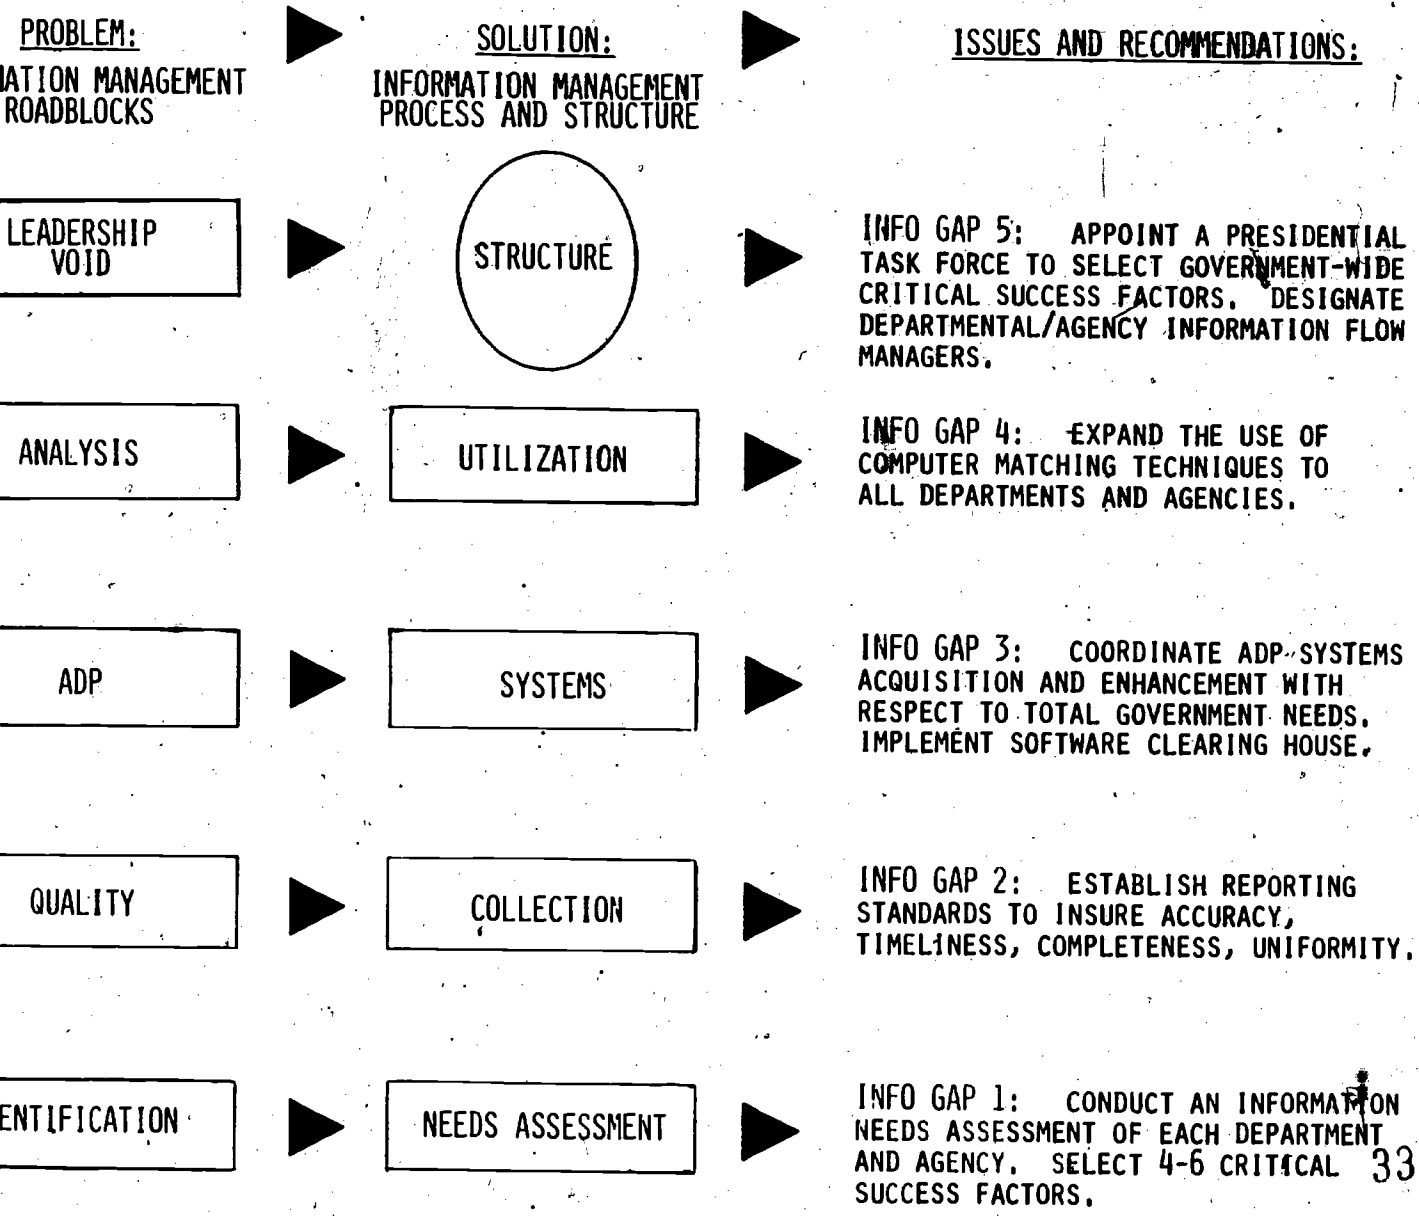 PROBLEM:
SOLUTION:
ISSUES AND RECOMMENDATIONS:
MATION MANAGEMENT
ROADBLOCKS
INFORMATION MANAGEMENT
PROCESS AND STRUCTURE
LEADERSHIP
VOID
STRUCTURE
INFO GAP 5: APPOINT A PRESIDENTIAL
TASK FORCE TO SELECT GOVERNMENT-WIDE
CRITICAL SUCCESS FACTORS. DESIGNATE
DEPARTMENTAL/AGENCY INFORMATION FLOW
MANAGERS.
ANALYSIS
UTILIZATION
INFO GAP 4: EXPAND THE USE OF
COMPUTER MATCHING TECHNIQUES TO
ALL DEPARTMENTS AND AGENCIES.
ADP
SYSTEMS
INFO GAP 3: COORDINATE ADP SYSTEMS
ACQUISITION AND ENHANCEMENT WITH
RESPECT TO TOTAL GOVERNMENT NEEDS.
IMPLEMENT SOFTWARE CLEARING HOUSE.
QUALITY
COLLECTION
INFO GAP 2: ESTABLISH REPORTING
STANDARDS TO INSURE ACCURACY,
TIMELINESS, COMPLETENESS, UNIFORMITY.
ENTIFICATION
NEEDS ASSESSMENT
INFO GAP 1: CONDUCT AN INFORMATION
NEEDS ASSESSMENT OF EACH DEPARTMENT
AND AGENCY. SELECT 4-6 CRITICAL
SUCCESS FACTORS.
33